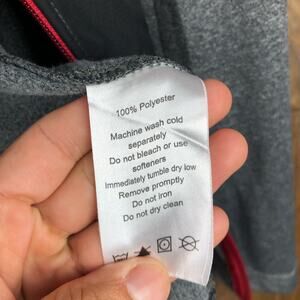 100% Polyester
Machine wash cold
separately
Do not bleach or use
softeners
Immediately tumble dry low
Remove promptly
Do not iron
Do not dry clean